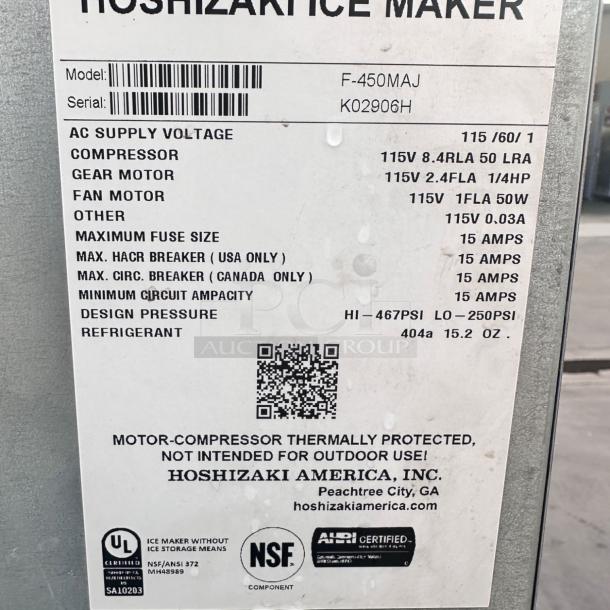 HOSHIZAKI ICE MAKER
Model: F-450MAJ
Serial: K02906H
AC SUPPLY VOLTAGE 115 /60/ 1
COMPRESSOR 115V 8.4RLA 50 LRA
GEAR MOTOR 115V 2.4FLA 1/4HP
FAN MOTOR 115V 1FLA 50W
OTHER 115V 0.03A
MAXIMUM FUSE SIZE 15 AMPS
MAX. HACR BREAKER ( USA ONLY ) 15 AMPS
MAX. CIRC. BREAKER ( CANADA ONLY ) 15 AMPS
MINIMUM CIRCUIT AMPACITY 15 AMPS
DESIGN PRESSURE HI-467PSI LO-250PSI
REFRIGERANT 404a 15.2 OZ .
PCI
AUCTION GROUP
MOTOR-COMPRESSOR THERMALLY PROTECTED,
NOT INTENDED FOR OUTDOOR USE!
HOSHIZAKI AMERICA, INC.
Peachtree City, GA
hoshizakiamerica.com
UL
CERTIFIED
SA10203
ICE MAKER WITHOUT
ICE STORAGE MEANS
NSF/ANSI 372
MH48989
NSF
COMPONENT
AHRI CERTIFIED